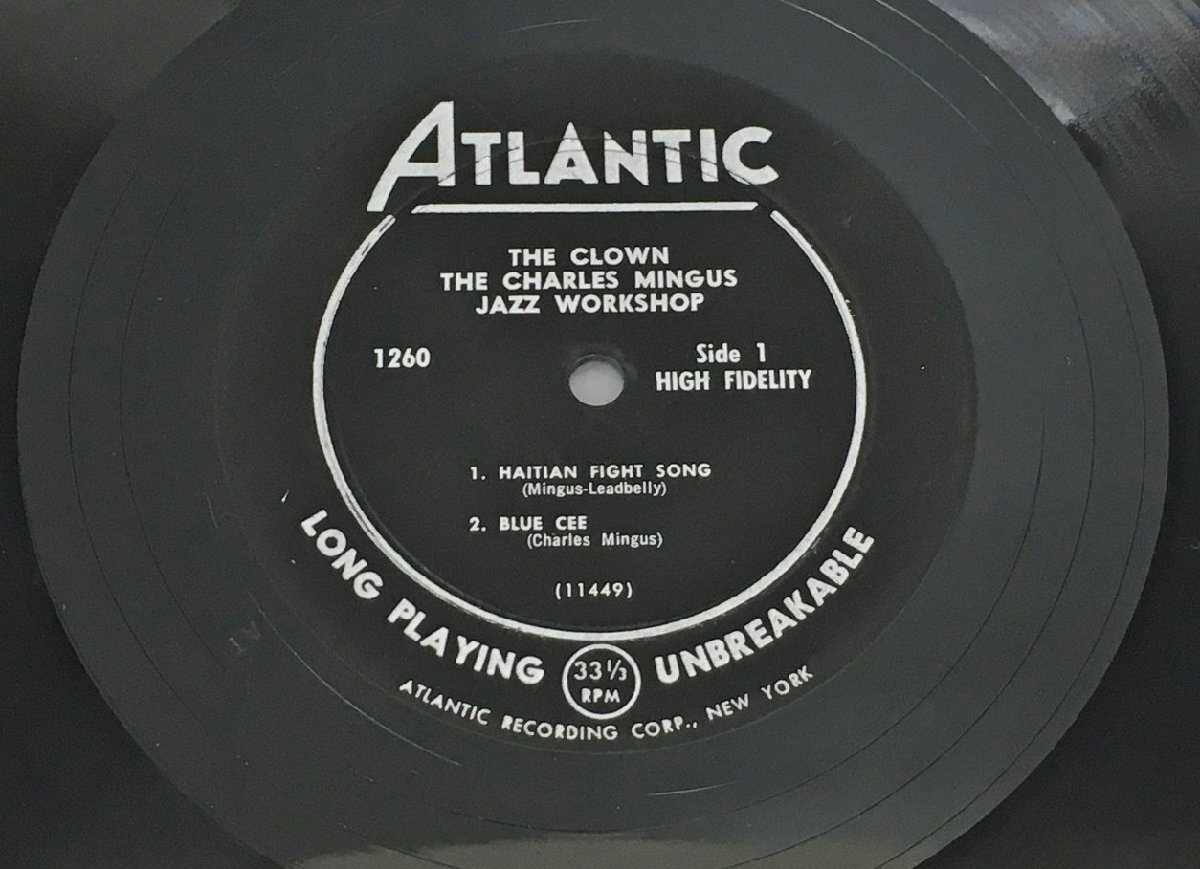 ATLANTIC
THE CLOWN
THE CHARLES MINGUS
JAZZ WORKSHOP
1260
Side 1
HIGH FIDELITY
1. HAITIAN FIGHT SONG
(Mingus-Leadbelly)
2. BLUE CEE
(Charles Mingus)
(11449)
LONG PLAYING 33 1/3 RPM UNBREAKABLE
ATLANTIC RECORDING CORP., NEW YORK